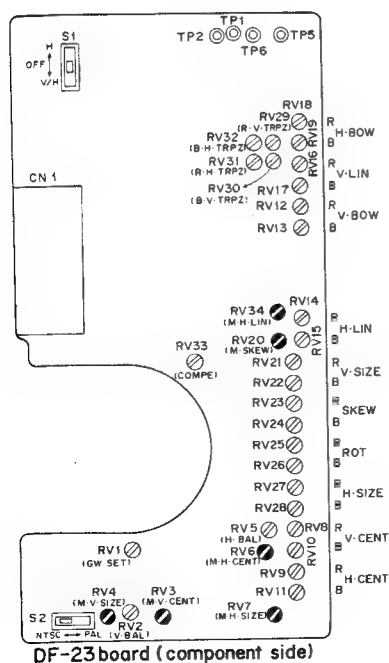 TP1
TP2 TP6 TP5
S1
H
OFF
V/H
CN1
RV18
RV29
(R·V·TRPZ)
RV32
(B·H·TRPZ)
RV19
R
H·BOW
B
RV31
(R·H·TRPZ)
RV16
R
V·LIN
B
RV30
(B·V·TRPZ)
RV17
RV12
R
V·BOW
RV13
B
RV34
(M·H·LIN)
RV14
R
H·LIN
B
RV20
(M·SKEW)
RV15
RV33
(COMPE)
RV21
R
V·SIZE
RV22
B
RV23
R
SKEW
RV24
B
RV25
R
ROT
RV26
B
RV27
R
H·SIZE
RV28
B
RV5
(H·BAL)
RV8
R
V·CENT
B
RV6
(M·H·CENT)
RV10
RV1
(GW SET)
RV9
R
H·CENT
RV11
B
RV4
(M·V·SIZE)
RV3
(M·V·CENT)
RV7
(M·H·SIZE)
S2
RV2
NTSC PAL (V·BAL)
DF-23 board (component side)